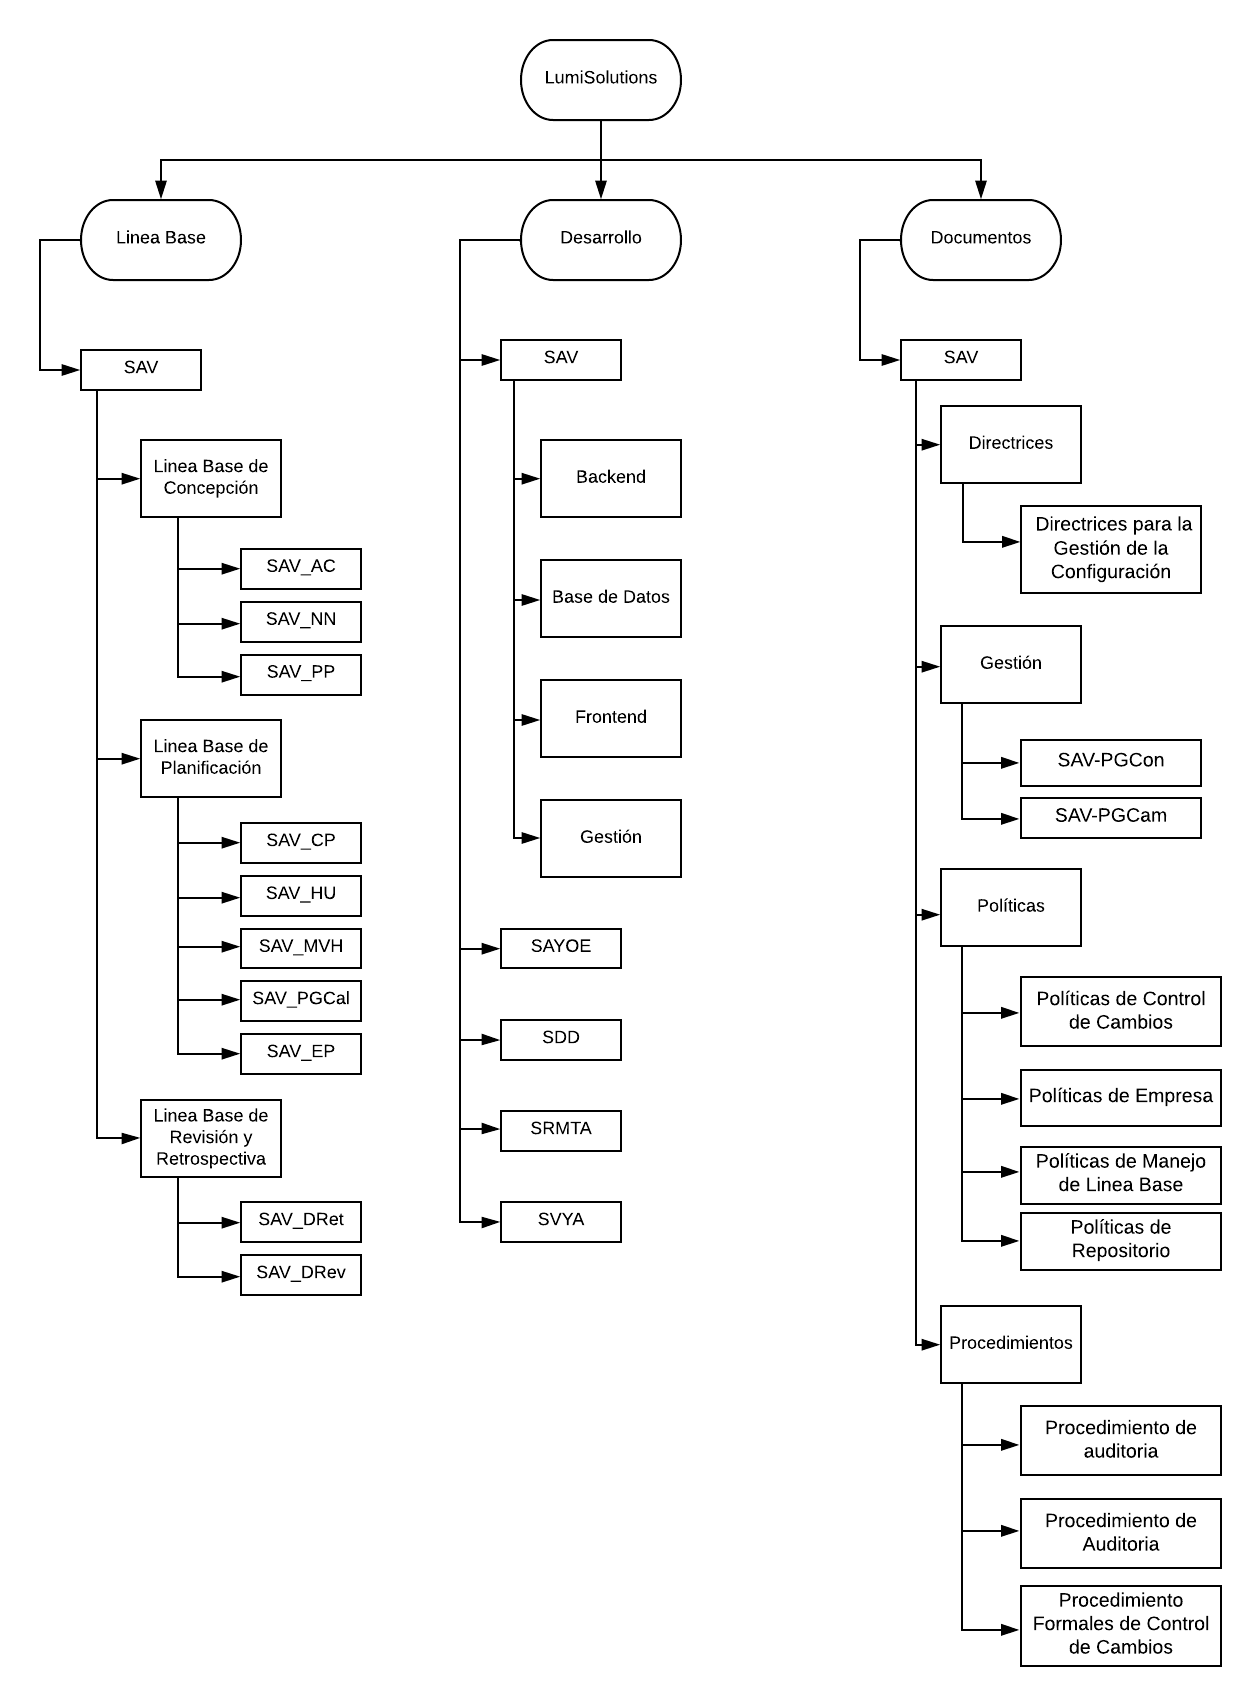 LumiSolutions
Linea Base
SAV
Linea Base de
Concepción
SAV_AC
SAV_NN
SAV_PP
Linea Base de
Planificación
SAV_CP
SAV_HU
SAV_MVH
SAV_PGCal
SAV_EP
Linea Base de
Revisión y
Retrospectiva
SAV_DRet
SAV_DRev
Desarrollo
SAV
Backend
Base de Datos
Frontend
Gestión
SAYOE
SDD
SRMTA
SVYA
Documentos
SAV
Directrices
Directrices para la
Gestión de la
Configuración
Gestión
SAV-PGCon
SAV-PGCam
Políticas
Políticas de Control
de Cambios
Políticas de Empresa
Políticas de Manejo
de Linea Base
Políticas de
Repositorio
Procedimientos
Procedimiento de
auditoria
Procedimiento de
Auditoria
Procedimiento
Formales de Control
de Cambios